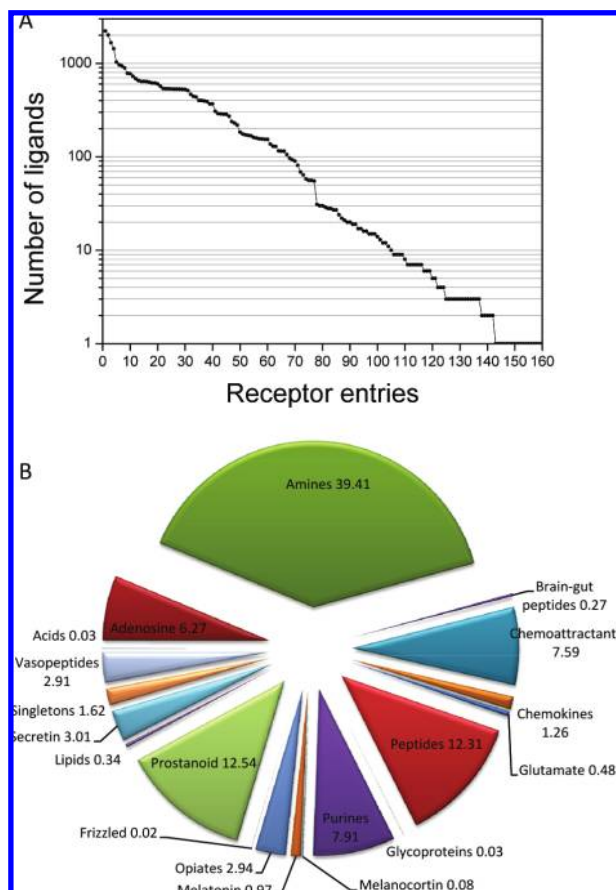 A
1000
100
10
1
Number of ligands
0 10 20 30 40 50 60 70 80 90 100 110 120 130 140 150 160
Receptor entries
B
Amines 39.41
Brain-gut
peptides 0.27
Chemoattractant
7.59
Chemokines
1.26
Glutamate 0.48
Peptides 12.31
Glycoproteins 0.03
Melanocortin 0.08
Purines
7.91
Melatonin 0.97
Opiates 2.94
Frizzled 0.02
Prostanoid 12.54
Lipids 0.34
Secretin 3.01
Singletons 1.62
Vasopeptides
2.91
Acids 0.03
Adenosine 6.27